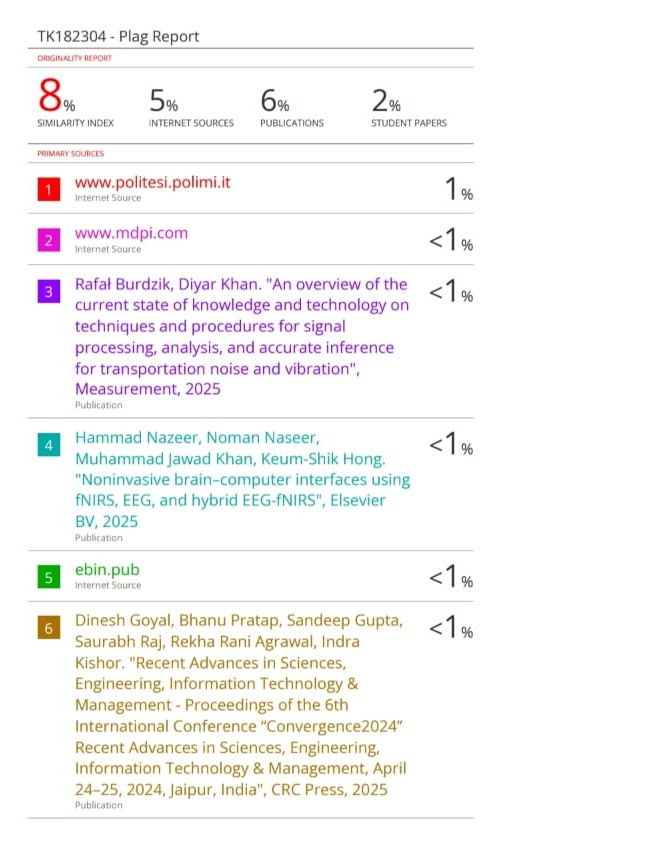 TK182304 - Plag Report
ORIGINALITY REPORT
8%
SIMILARITY INDEX
5%
INTERNET SOURCES
6%
PUBLICATIONS
2%
STUDENT PAPERS
PRIMARY SOURCES
1
www.politesi.polimi.it
Internet Source
1%
2
www.mdpi.com
Internet Source
<1%
3
Rafał Burdzik, Diyar Khan. "An overview of the
current state of knowledge and technology on
techniques and procedures for signal
processing, analysis, and accurate inference
for transportation noise and vibration",
Measurement, 2025
Publication
<1%
4
Hammad Nazeer, Noman Naseer,
Muhammad Jawad Khan, Keum-Shik Hong.
"Noninvasive brain–computer interfaces using
fNIRS, EEG, and hybrid EEG-fNIRS", Elsevier
BV, 2025
Publication
<1%
5
ebin.pub
Internet Source
<1%
6
Dinesh Goyal, Bhanu Pratap, Sandeep Gupta,
Saurabh Raj, Rekha Rani Agrawal, Indra
Kishor. "Recent Advances in Sciences,
Engineering, Information Technology &
Management - Proceedings of the 6th
International Conference “Convergence2024”
Recent Advances in Sciences, Engineering,
Information Technology & Management, April
24–25, 2024, Jaipur, India", CRC Press, 2025
Publication
<1%